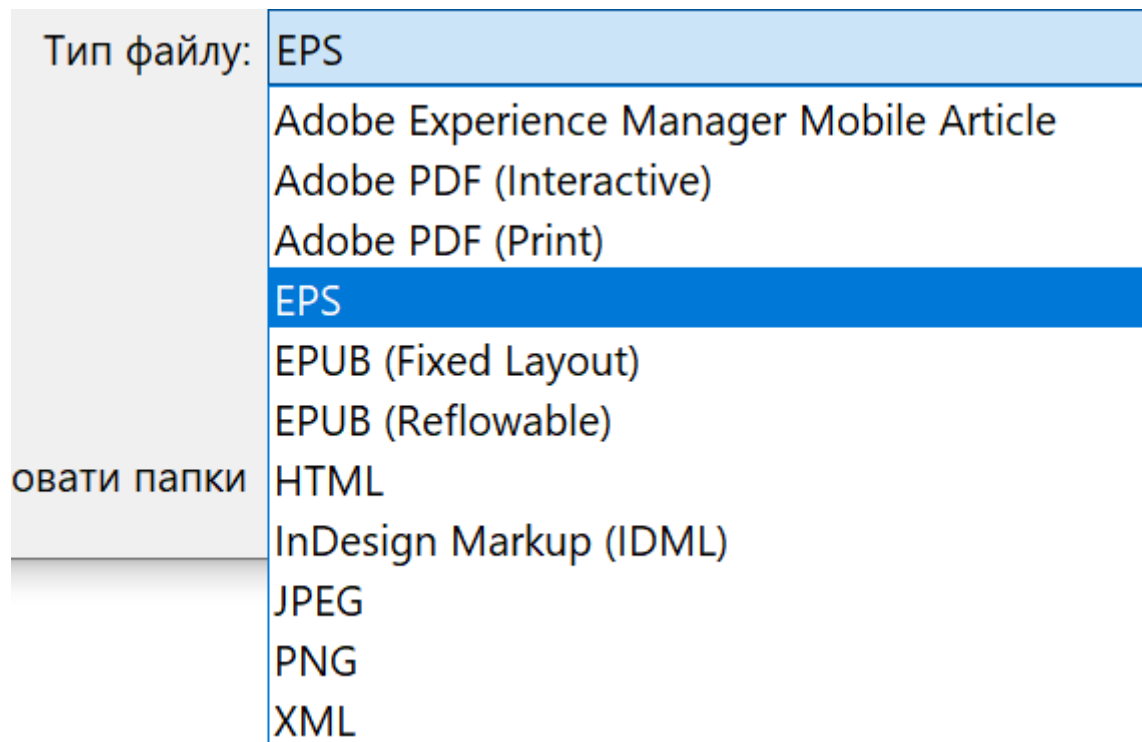 Тип файлу: EPS
Adobe Experience Manager Mobile Article
Adobe PDF (Interactive)
Adobe PDF (Print)
EPS
EPUB (Fixed Layout)
EPUB (Reflowable)
овати папки HTML
InDesign Markup (IDML)
JPEG
PNG
XML